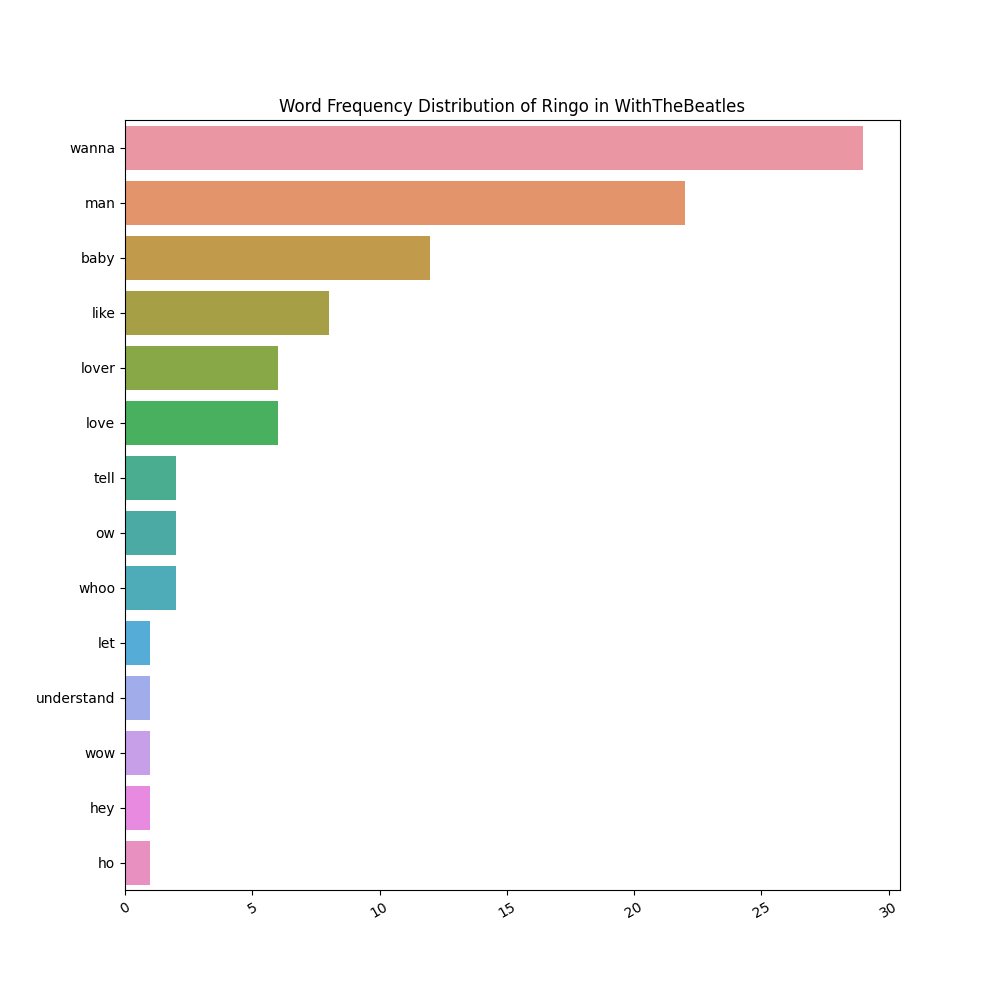 Word Frequency Distribution of Ringo in WithTheBeatles
wanna
man
baby
like
lover
love
tell
ow
whoo
let
understand
wow
hey
ho
0 5 10 15 20 25 30